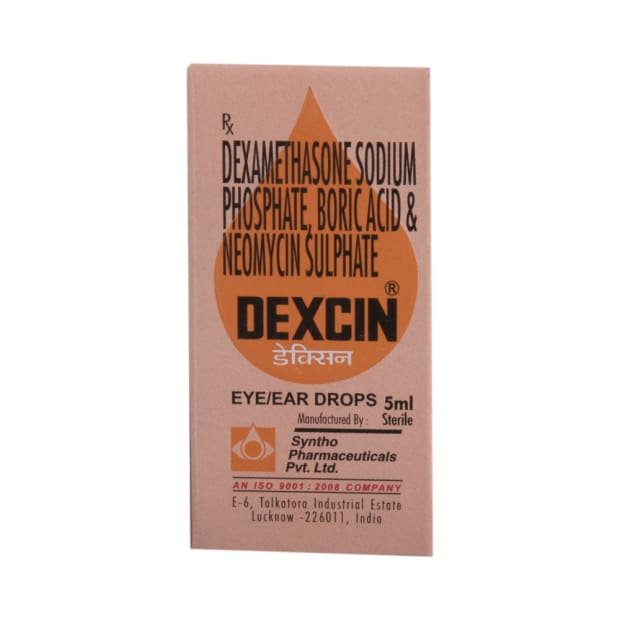 Rx
DEXAMETHASONE SODIUM
PHOSPHATE, BORIC ACID &
NEOMYCIN SULPHATE
DEXCIN®
डेक्सिन
EYE/EAR DROPS 5ml
Manufactured By : Sterile
Syntho
Pharmaceuticals
Pvt. Ltd.
AN ISO 9001 : 2008 COMPANY
E-6, Talkatora Industrial Estate
Lucknow -226011, India